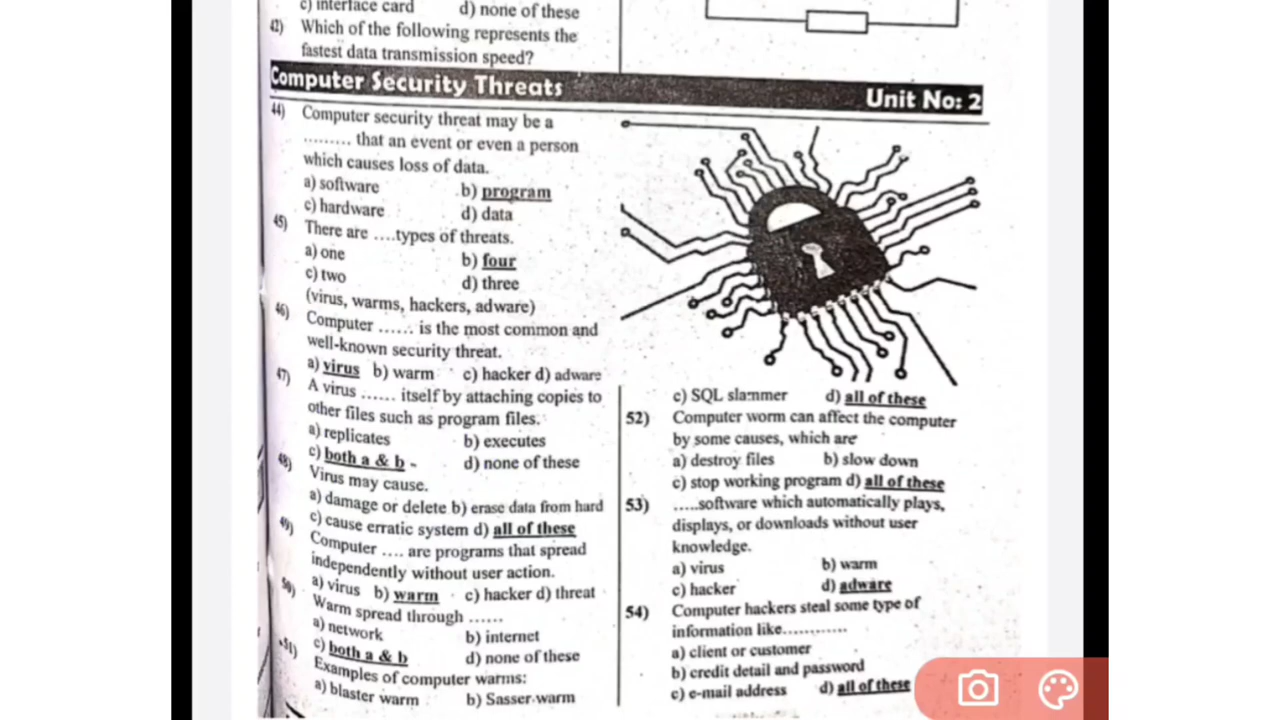 c) interface card d) none of these
42) Which of the following represents the
fastest data transmission speed?
Computer Security Threats Unit No: 2
44) Computer security threat may be a
......... that an event or even a person
which causes loss of data.
a) software b) program
c) hardware d) data
45) There are ....types of threats.
a) one b) four
c) two d) three
(virus, warms, hackers, adware)
46) Computer ...... is the most common and
well-known security threat.
a) virus b) warm c) hacker d) adware
47) A virus ...... itself by attaching copies to
other files such as program files.
a) replicates b) executes
c) both a & b - d) none of these
48) Virus may cause.
a) damage or delete b) erase data from hard
c) cause erratic system d) all of these
49) Computer .... are programs that spread
independently without user action.
a) virus b) warm c) hacker d) threat
50) Warm spread through ......
a) network b) internet
c) both a & b d) none of these
51) Examples of computer warms:
a) blaster warm b) Sasser warm
c) SQL slammer d) all of these
52) Computer worm can affect the computer
by some causes, which are
a) destroy files b) slow down
c) stop working program d) all of these
53) .....software which automatically plays,
displays, or downloads without user
knowledge.
a) virus b) warm
c) hacker d) adware
54) Computer hackers steal some type of
information like............
a) client or customer
b) credit detail and password
c) e-mail address d) all of these